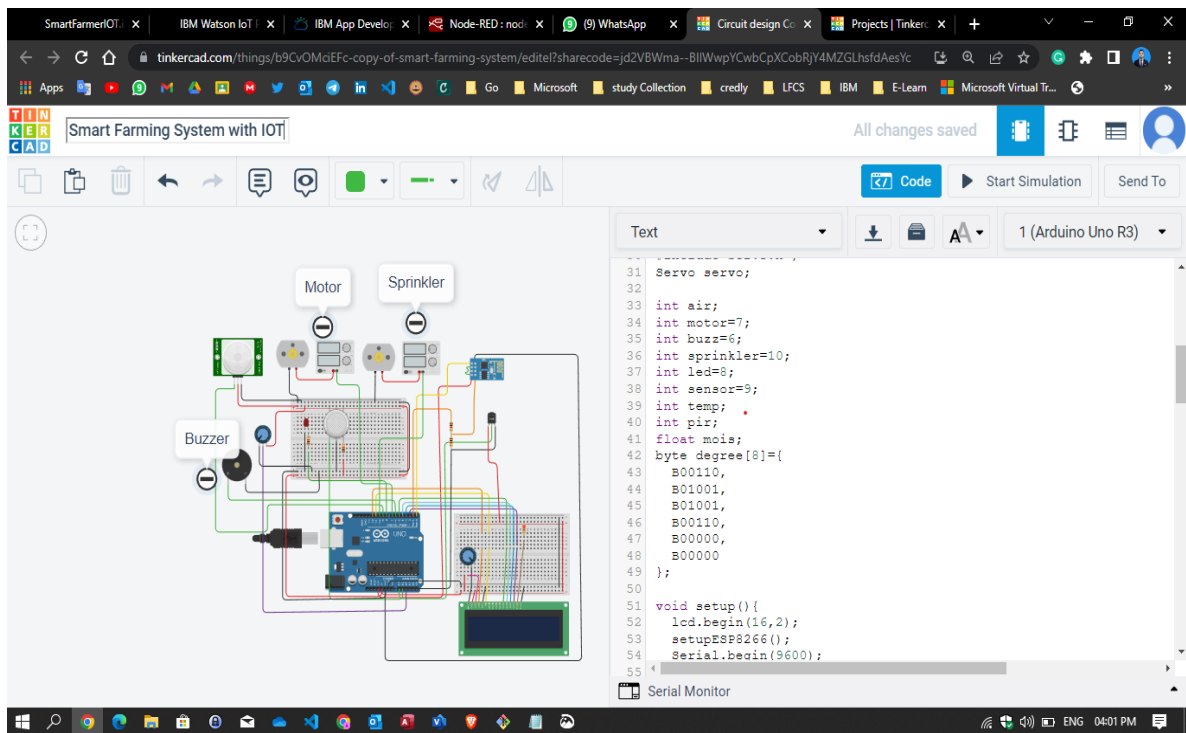 SmartFarmerIOT.
IBM Watson IoT
IBM App Develop
Node-RED : node
(9) WhatsApp
Circuit design Co
Projects | Tinkerc
tinkercad.com/things/b9CvOMciEFc-copy-of-smart-farming-system/editel?sharecode=jd2VBWma--BIlWwpYCwbCpXCobRjY4MZGLhsfdAesYc
Apps
Go
Microsoft
study Collection
credly
LFCS
IBM
E-Learn
Microsoft Virtual Tr...
TINKERCAD
Smart Farming System with IOT
All changes saved
Code
Start Simulation
Send To
Text
1 (Arduino Uno R3)
Motor
Sprinkler
Buzzer
UNO
31 Servo servo;
32
33 int air;
34 int motor=7;
35 int buzz=6;
36 int sprinkler=10;
37 int led=8;
38 int sensor=9;
39 int temp;
40 int pir;
41 float mois;
42 byte degree[8]={
43 B00110,
44 B01001,
45 B01001,
46 B00110,
47 B00000,
48 B00000
49 };
50
51 void setup(){
52 lcd.begin(16,2);
53 setupESP8266();
54 Serial.begin(9600);
55
Serial Monitor
ENG 04:01 PM